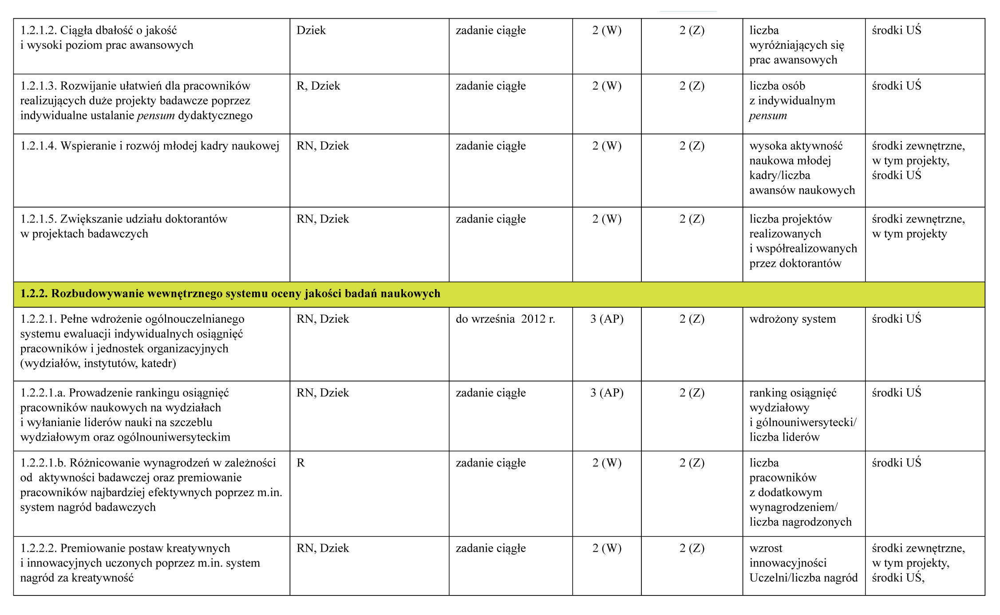 1.2.1.2. Ciągła dbałość o jakość
i wysoki poziom prac awansowych
Dziek
zadanie ciągłe
2 (W)
2 (Z)
liczba
wyróżniających się
prac awansowych
środki UŚ
1.2.1.3. Rozwijanie ułatwień dla pracowników
realizujących duże projekty badawcze poprzez
indywidualne ustalanie pensum dydaktycznego
R, Dziek
zadanie ciągłe
2 (W)
2 (Z)
liczba osób
z indywidualnym
pensum
środki UŚ
1.2.1.4. Wspieranie i rozwój młodej kadry naukowej
RN, Dziek
zadanie ciągłe
2 (W)
2 (Z)
wysoka aktywność
naukowa młodej
kadry/liczba
awansów naukowych
środki zewnętrzne,
w tym projekty,
środki UŚ
1.2.1.5. Zwiększanie udziału doktorantów
w projektach badawczych
RN, Dziek
zadanie ciągłe
2 (W)
2 (Z)
liczba projektów
realizowanych
i współrealizowanych
przez doktorantów
środki zewnętrzne,
w tym projekty
1.2.2. Rozbudowywanie wewnętrznego systemu oceny jakości badań naukowych
1.2.2.1. Pełne wdrożenie ogólnouczelnianego
systemu ewaluacji indywidualnych osiągnięć
pracowników i jednostek organizacyjnych
(wydziałów, instytutów, katedr)
RN, Dziek
do września  2012 r.
3 (AP)
2 (Z)
wdrożony system
środki UŚ
1.2.2.1.a. Prowadzenie rankingu osiągnięć
pracowników naukowych na wydziałach
i wyłanianie liderów nauki na szczeblu
wydziałowym oraz ogólnouniwersyteckim
RN, Dziek
zadanie ciągłe
3 (AP)
2 (Z)
ranking osiągnięć
wydziałowy
i gólnouniwersytecki/
liczba liderów
środki UŚ
1.2.2.1.b. Różnicowanie wynagrodzeń w zależności
od  aktywności badawczej oraz premiowanie
pracowników najbardziej efektywnych poprzez m.in.
system nagród badawczych
R
zadanie ciągłe
2 (W)
2 (Z)
liczba
pracowników
z dodatkowym
wynagrodzeniem/
liczba nagrodzonych
środki UŚ
1.2.2.2. Premiowanie postaw kreatywnych
i innowacyjnych uczonych poprzez m.in. system
nagród za kreatywność
RN, Dziek
zadanie ciągłe
2 (W)
2 (Z)
wzrost
innowacyjności
Uczelni/liczba nagród
środki zewnętrzne,
w tym projekty,
środki UŚ,